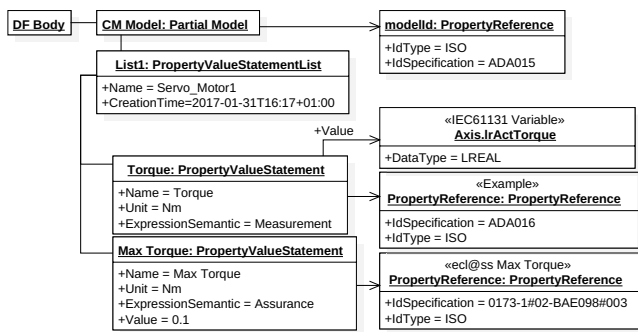 DF Body
CM Model: Partial Model
modelId: PropertyReference
+IdType = ISO
+IdSpecification = ADA015
List1: PropertyValueStatementList
+Name = Servo_Motor1
+CreationTime=2017-01-31T16:17+01:00
+Value
«IEC61131 Variable»
Axis.lrActTorque
+DataType = LREAL
Torque: PropertyValueStatement
+Name = Torque
+Unit = Nm
+ExpressionSemantic = Measurement
«Example»
PropertyReference: PropertyReference
+IdSpecification = ADA016
+IdType = ISO
Max Torque: PropertyValueStatement
+Name = Max Torque
+Unit = Nm
+ExpressionSemantic = Assurance
+Value = 0.1
«ecl@ss Max Torque»
PropertyReference: PropertyReference
+IdSpecification = 0173-1#02-BAE098#003
+IdType = ISO